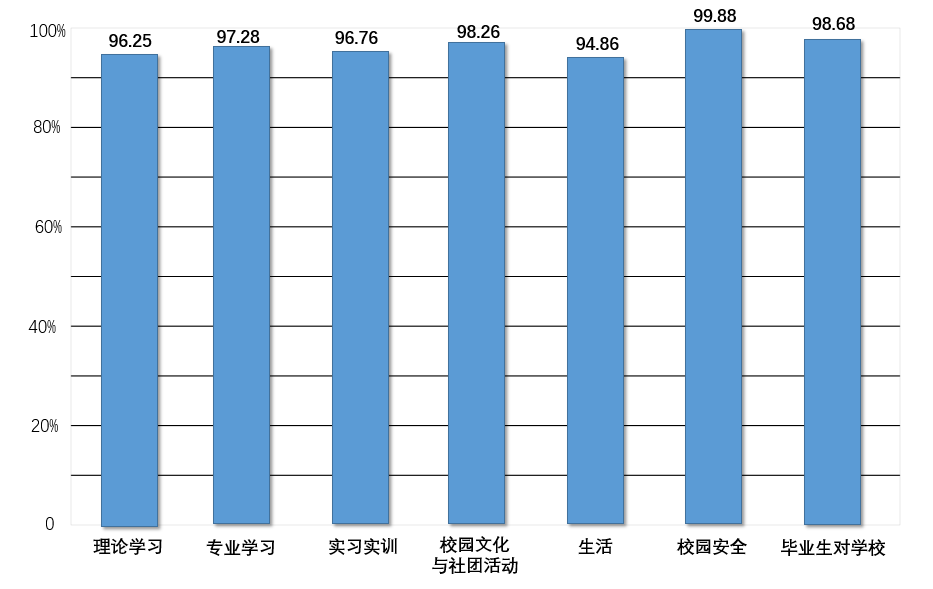 100%
80%
60%
40%
20%
0
96.25
97.28
96.76
98.26
94.86
99.88
98.68
理论学习
专业学习
实习实训
校园文化
与社团活动
生活
校园安全
毕业生对学校